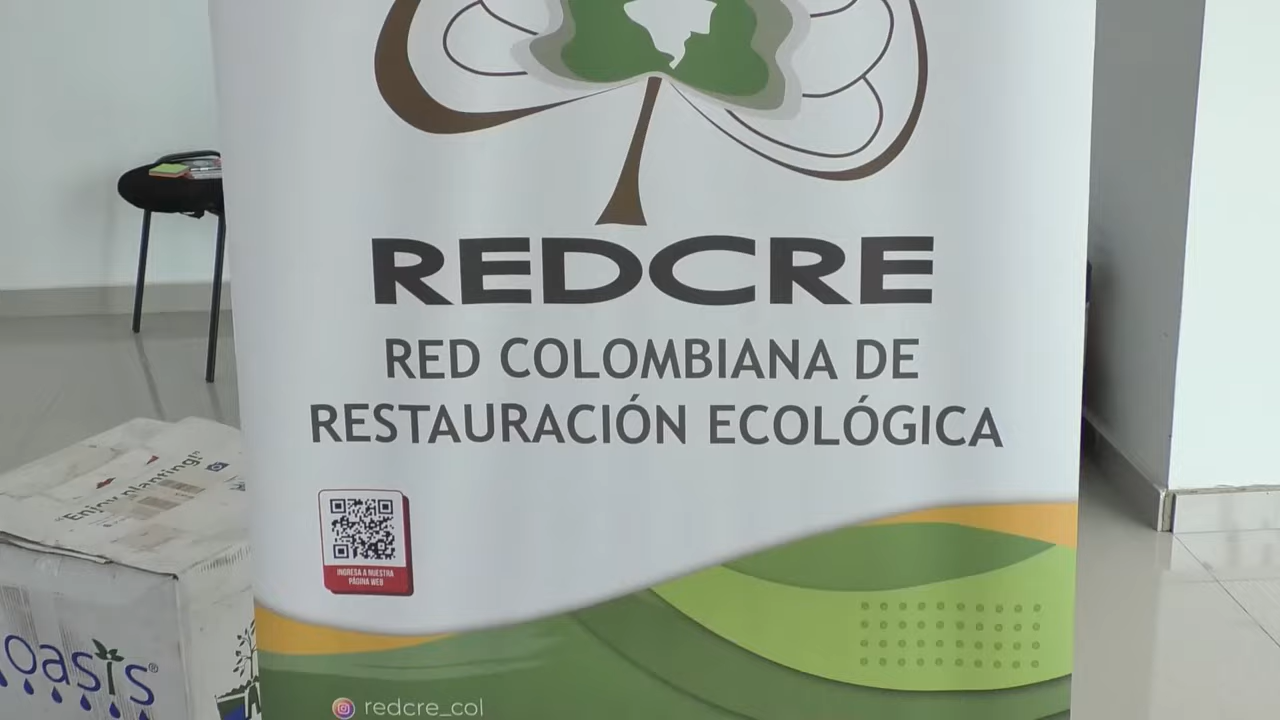 REDCRE
RED COLOMBIANA DE
RESTAURACIÓN ECOLÓGICA
INGRESA A NUESTRA
PÁGINA WEB
redcre_col
"Enjoy planting!"
oasis®